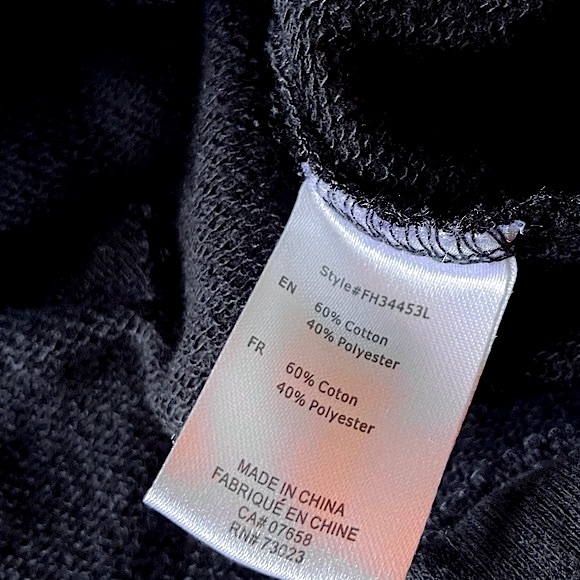 Style#FH34453L
EN 60% Cotton
40% Polyester
FR 60% Coton
40% Polyester
MADE IN CHINA
FABRIQUÉ EN CHINE
CA# 07658
RN# 73023